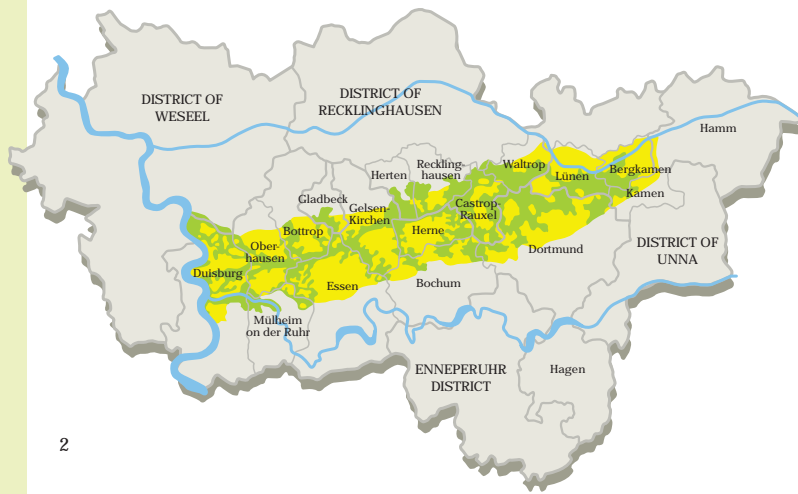 DISTRICT OF
WESEEL
DISTRICT OF
RECKLINGHAUSEN
Hamm
Reckling-
hausen
Waltrop
Bergkamen
Herten
Lünen
Kamen
Gladbeck
Gelsen-
Kirchen
Castrop-
Rauxel
Bottrop
Herne
Ober-
hausen
Dortmund
DISTRICT OF
UNNA
Duisburg
Essen
Bochum
Mülheim
on der Ruhr
ENNEPERUHR
DISTRICT
Hagen
2